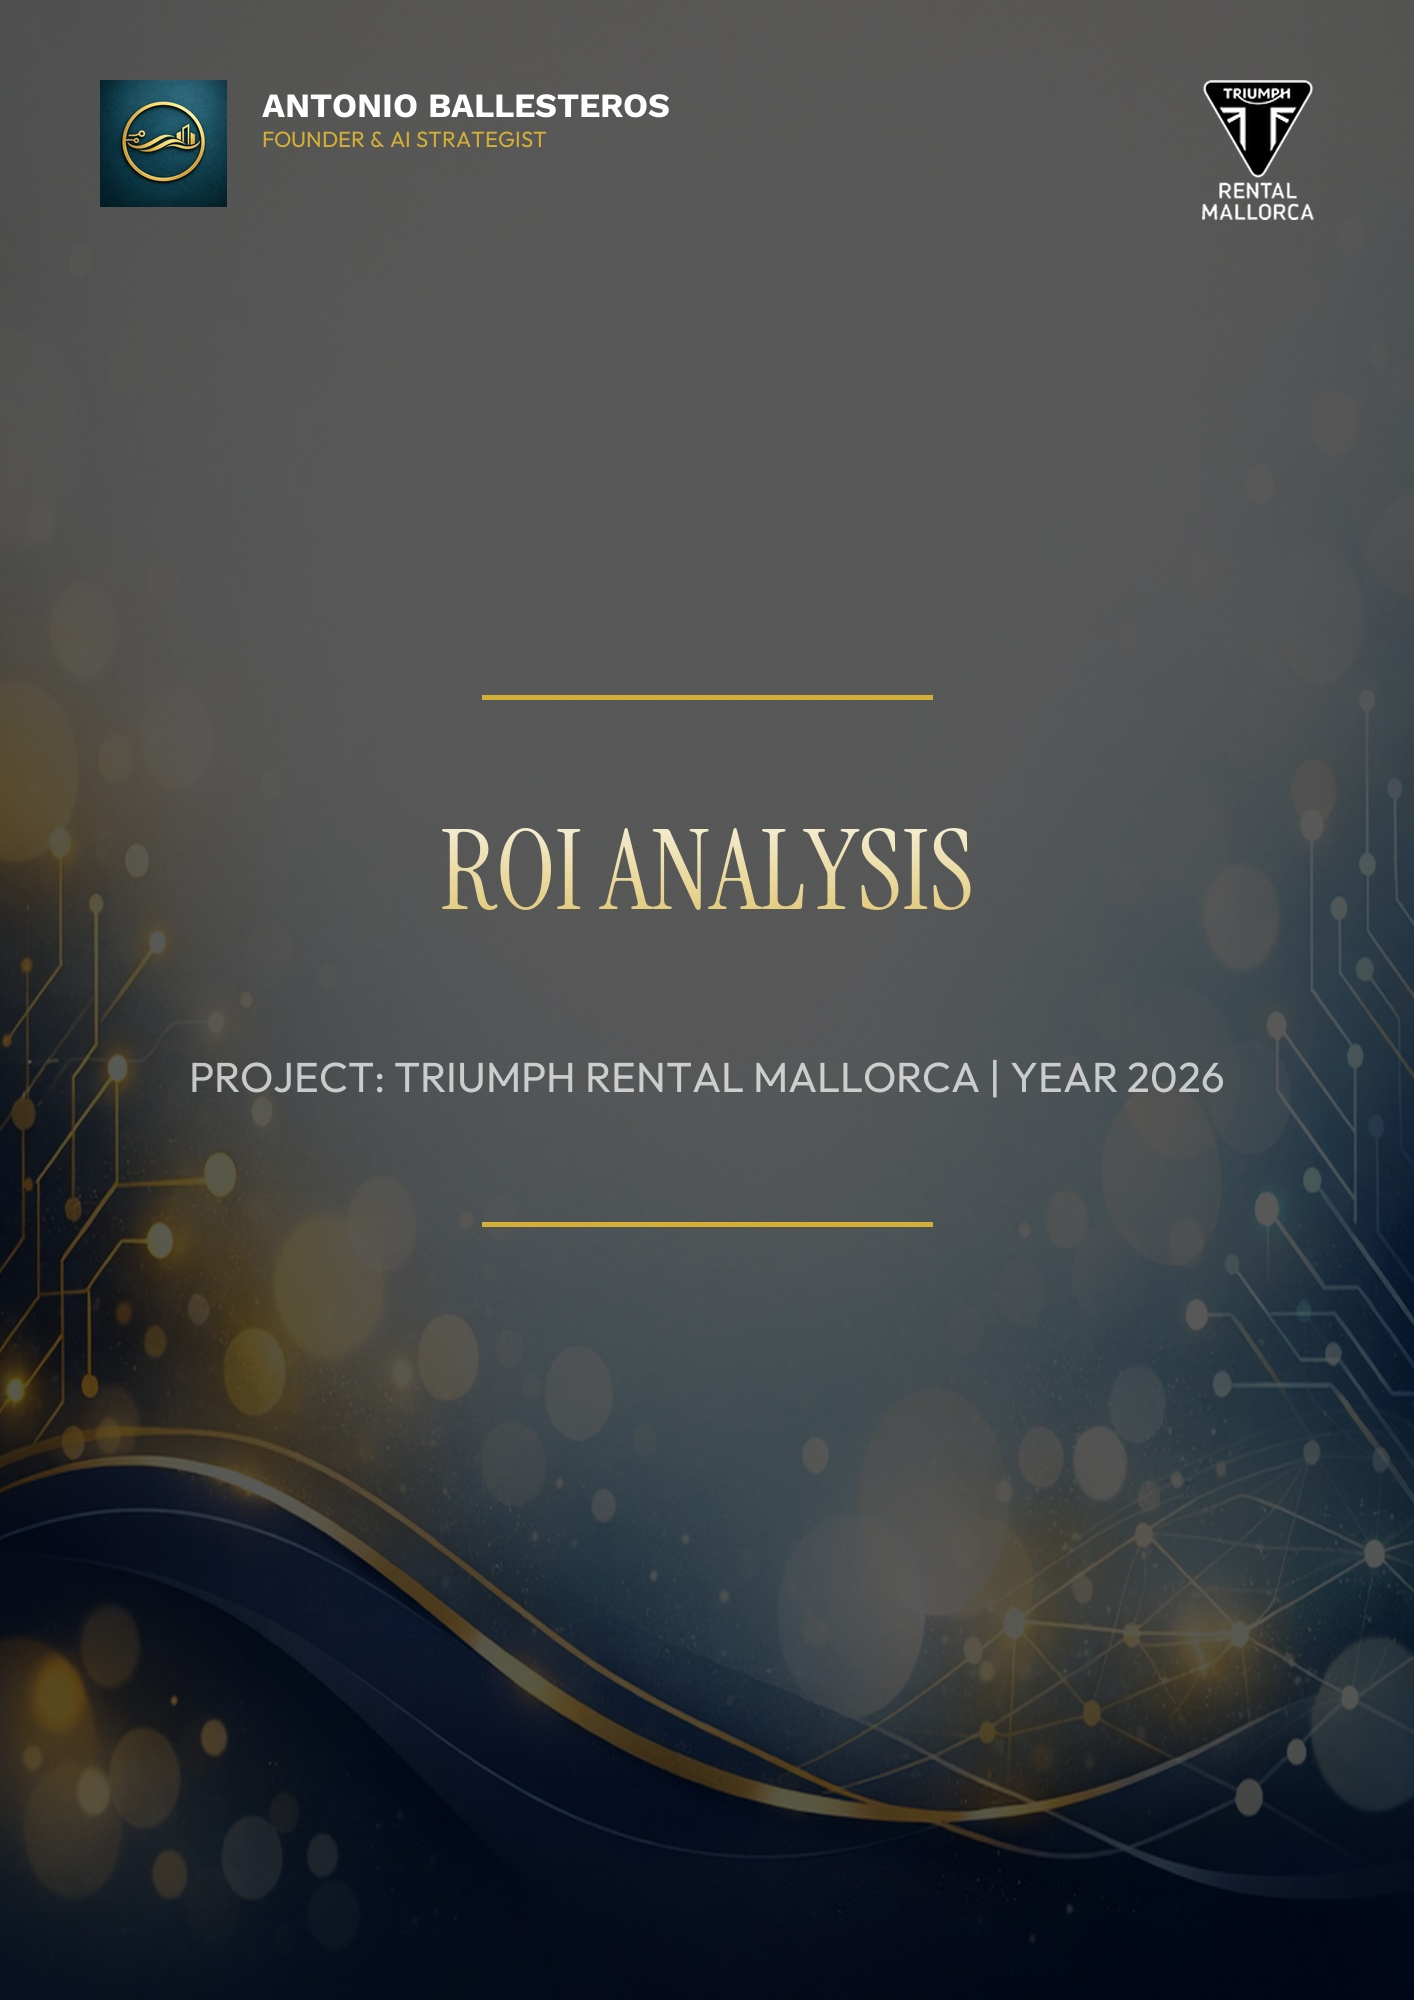 ANTONIO BALLESTEROS
FOUNDER & AI STRATEGIST
TRIUMPH
RENTAL
MALLORCA
ROI ANALYSIS
PROJECT: TRIUMPH RENTAL MALLORCA | YEAR 2026